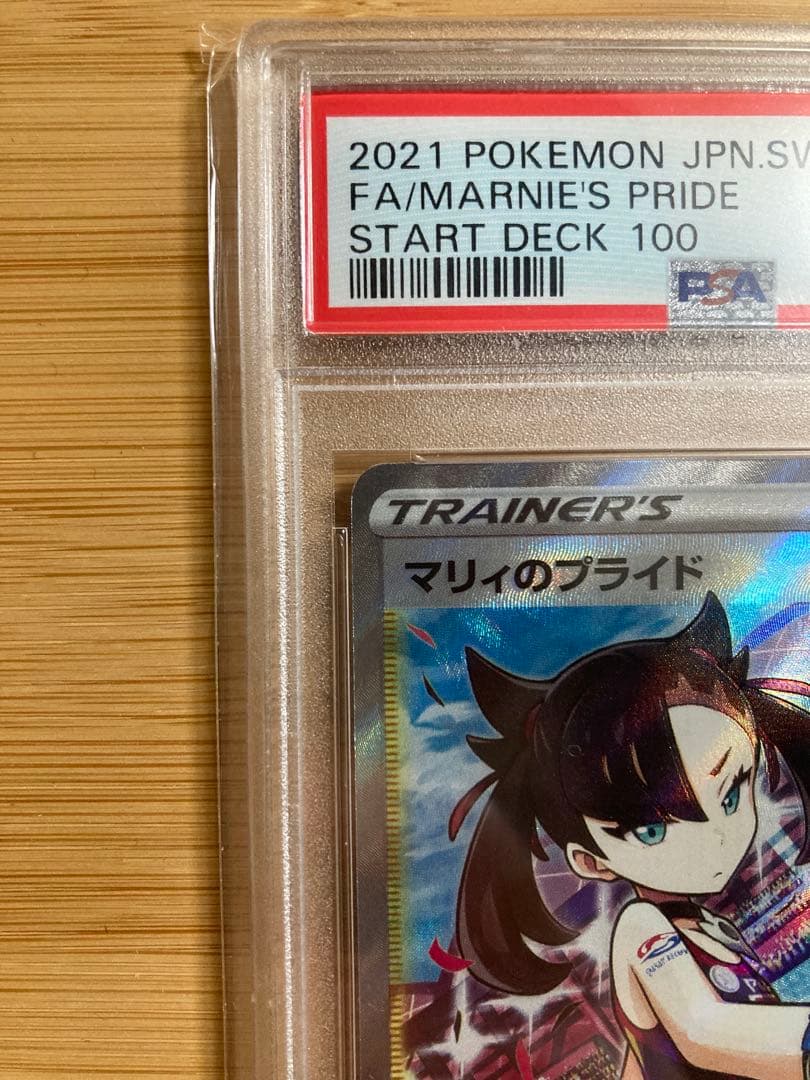 2021 POKEMON JPN.SW
FA/MARNIE'S PRIDE
START DECK 100
PSA
TRAINER'S
マリィのプライド